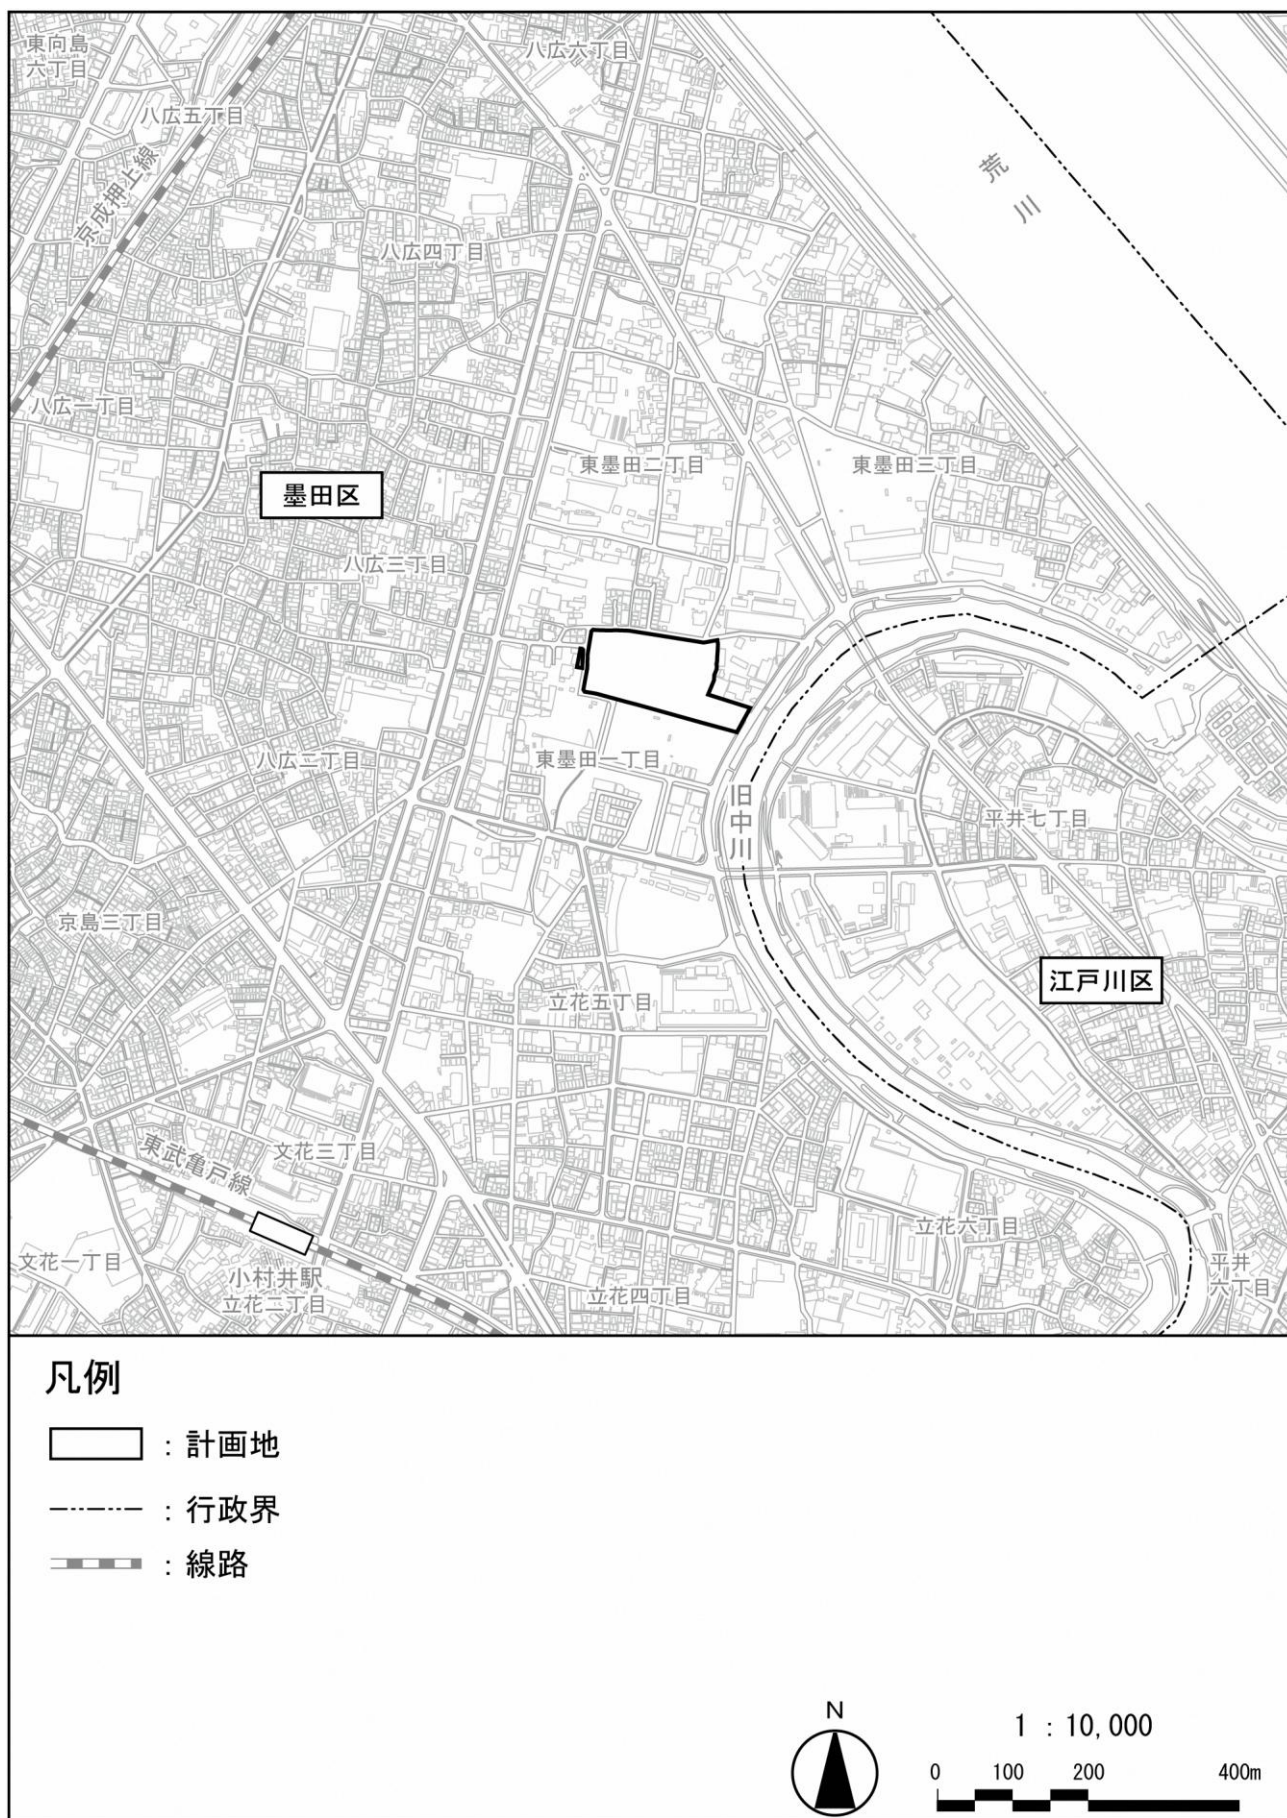 東向島
六丁目
八広六丁目
八広五丁目
京成押上線
荒川
八広四丁目
八広一丁目
東墨田二丁目
東墨田三丁目
墨田区
八広三丁目
東墨田一丁目
八広二丁目
旧中川
平井七丁目
京島三丁目
江戸川区
立花五丁目
東武亀戸線
文花三丁目
立花六丁目
文花一丁目
小村井駅
立花二丁目
立花四丁目
平井
六丁目
凡例
：計画地
：行政界
：線路
N
1 : 10,000
0 100 200 400m